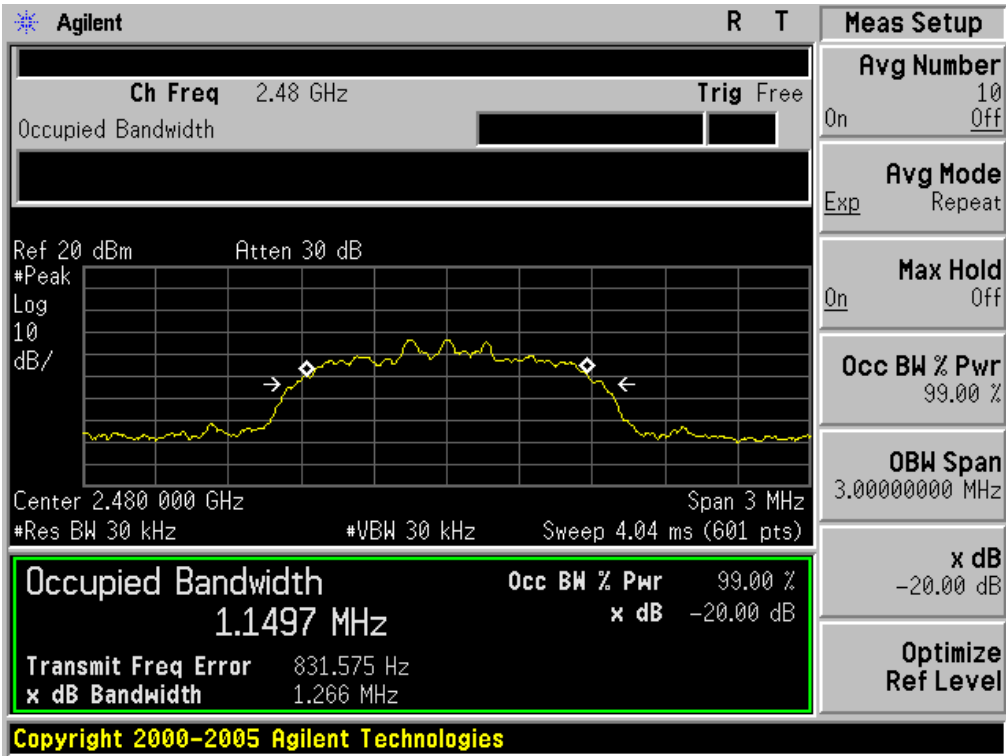 Agilent R T
Ch Freq 2.48 GHz Trig Free
Occupied Bandwidth
Ref 20 dBm Atten 30 dB
#Peak
Log
10
dB/
Center 2.480 000 GHz Span 3 MHz
#Res BW 30 kHz #VBW 30 kHz Sweep 4.04 ms (601 pts)
Occupied Bandwidth Occ BW % Pwr 99.00 %
1.1497 MHz x dB -20.00 dB
Transmit Freq Error 831.575 Hz
x dB Bandwidth 1.266 MHz
Copyright 2000-2005 Agilent Technologies
Meas Setup
Avg Number
10
On Off
Avg Mode
Exp Repeat
Max Hold
On Off
Occ BW % Pwr
99.00 %
OBW Span
3.00000000 MHz
x dB
-20.00 dB
Optimize
Ref Level